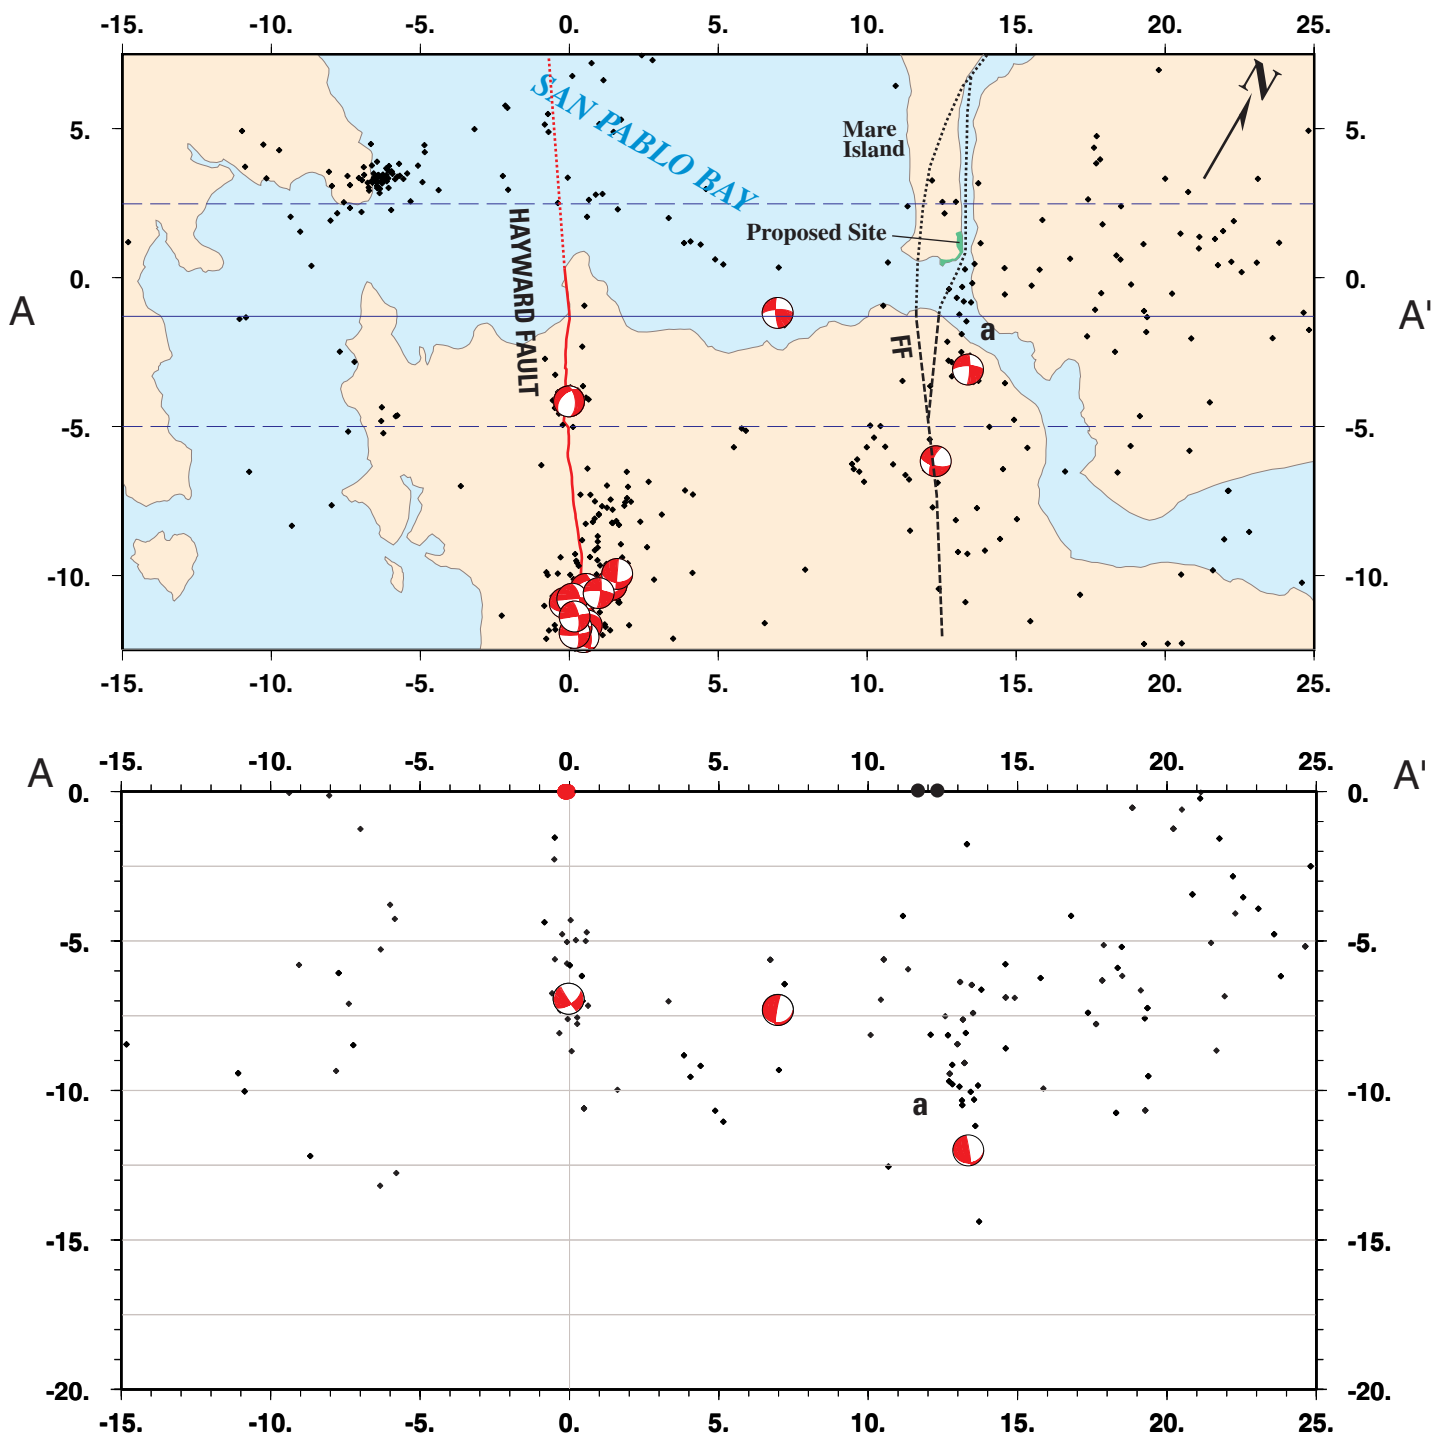 -15. -10. -5. 0. 5. 10. 15. 20. 25.
N
SAN PABLO BAY
5. Mare 5.
Island
HAYWARD FAULT
Proposed Site
0. 0.
A A'
a
FF
-5. -5.
-10. -10.
-15. -10. -5. 0. 5. 10. 15. 20. 25.
-15. -10. -5. 0. 5. 10. 15. 20. 25.
A A'
0. 0.
-5. -5.
-10. -10.
a
-15. -15.
-20. -20.
-15. -10. -5. 0. 5. 10. 15. 20. 25.